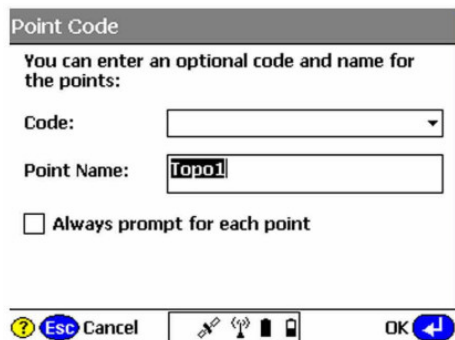 Point Code
You can enter an optional code and name for
the points:
Code:
Point Name: Topo1
Always prompt for each point
? Esc Cancel OK